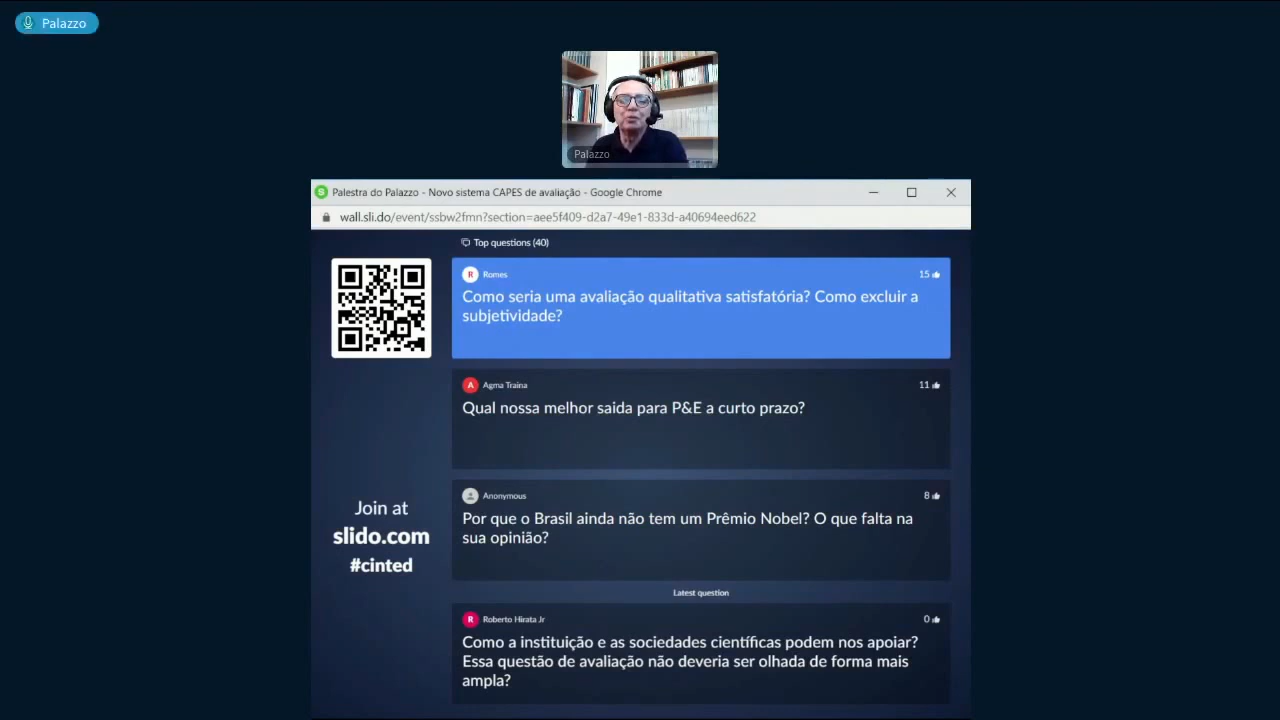 Palazzo
Palazzo
S
Palestra do Palazzo - Novo sistema CAPES de avaliação - Google Chrome
wall.sli.do/event/ssbw2fmn?section=aee5f409-d2a7-49e1-833d-a40694eed622
Top questions (40)
R Romes 15
Como seria uma avaliação qualitativa satisfatória? Como excluir a
subjetividade?
A Agma Traina 11
Qual nossa melhor saida para P&E a curto prazo?
Anonymous 8
Por que o Brasil ainda não tem um Prêmio Nobel? O que falta na
sua opinião?
Join at
slido.com
#cinted
Latest question
R Roberto Hirata Jr 0
Como a instituição e as sociedades científicas podem nos apoiar?
Essa questão de avaliação não deveria ser olhada de forma mais
ampla?